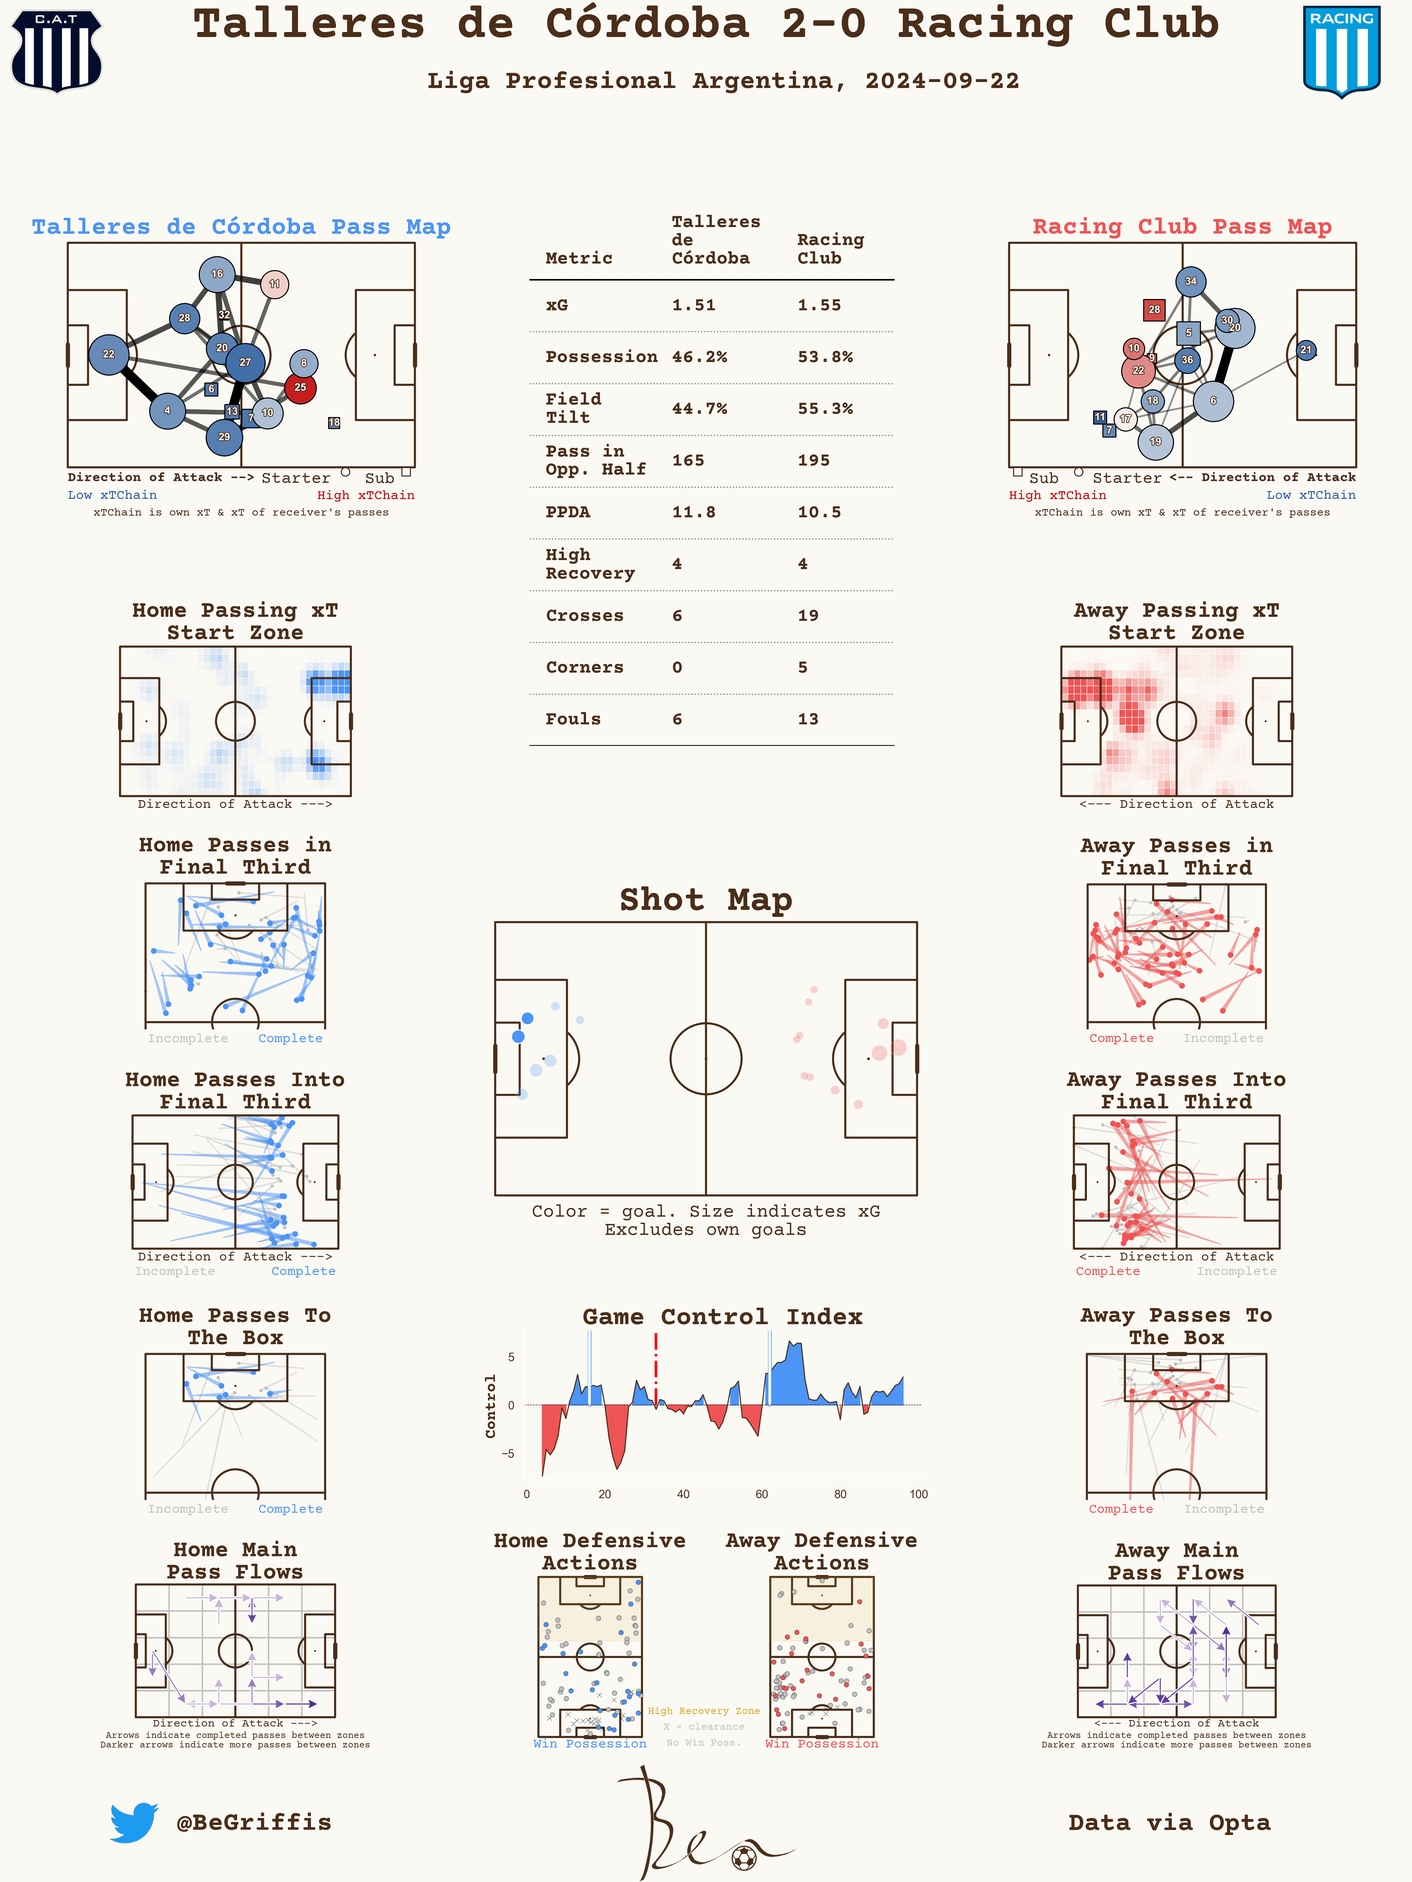 C.A.T
Talleres de Córdoba 2-0 Racing Club
RACING
Liga Profesional Argentina, 2024-09-22
Talleres de Córdoba Pass Map
16
11
28
32
22
20
27
8
6
25
4
13
7
10
18
29
Direction of Attack --> Starter Sub
Low xTChain High xTChain
xTChain is own xT & xT of receiver's passes
Metric Talleres de Córdoba Racing Club
xG 1.51 1.55
Possession 46.2% 53.8%
Field Tilt 44.7% 55.3%
Pass in Opp. Half 165 195
PPDA 11.8 10.5
High Recovery 4 4
Crosses 6 19
Corners 0 5
Fouls 6 13
Racing Club Pass Map
34
28
30
20
5
10
9
36
21
22
18
6
11
17
7
19
Sub Starter <-- Direction of Attack
High xTChain Low xTChain
xTChain is own xT & xT of receiver's passes
Home Passing xT
Start Zone
Direction of Attack --->
Away Passing xT
Start Zone
<--- Direction of Attack
Home Passes in
Final Third
Incomplete Complete
Away Passes in
Final Third
Complete Incomplete
Shot Map
Color = goal. Size indicates xG
Excludes own goals
Home Passes Into
Final Third
Direction of Attack --->
Incomplete Complete
Away Passes Into
Final Third
<--- Direction of Attack
Complete Incomplete
Home Passes To
The Box
Incomplete Complete
Game Control Index
Control
5
0
−5
0 20 40 60 80 100
Away Passes To
The Box
Complete Incomplete
Home Main
Pass Flows
Direction of Attack --->
Arrows indicate completed passes between zones
Darker arrows indicate more passes between zones
Home Defensive
Actions
Win Possession
High Recovery Zone
X = clearance
No Win Poss.
Away Defensive
Actions
Win Possession
Away Main
Pass Flows
<--- Direction of Attack
Arrows indicate completed passes between zones
Darker arrows indicate more passes between zones
@BeGriffis
Ben
Data via Opta